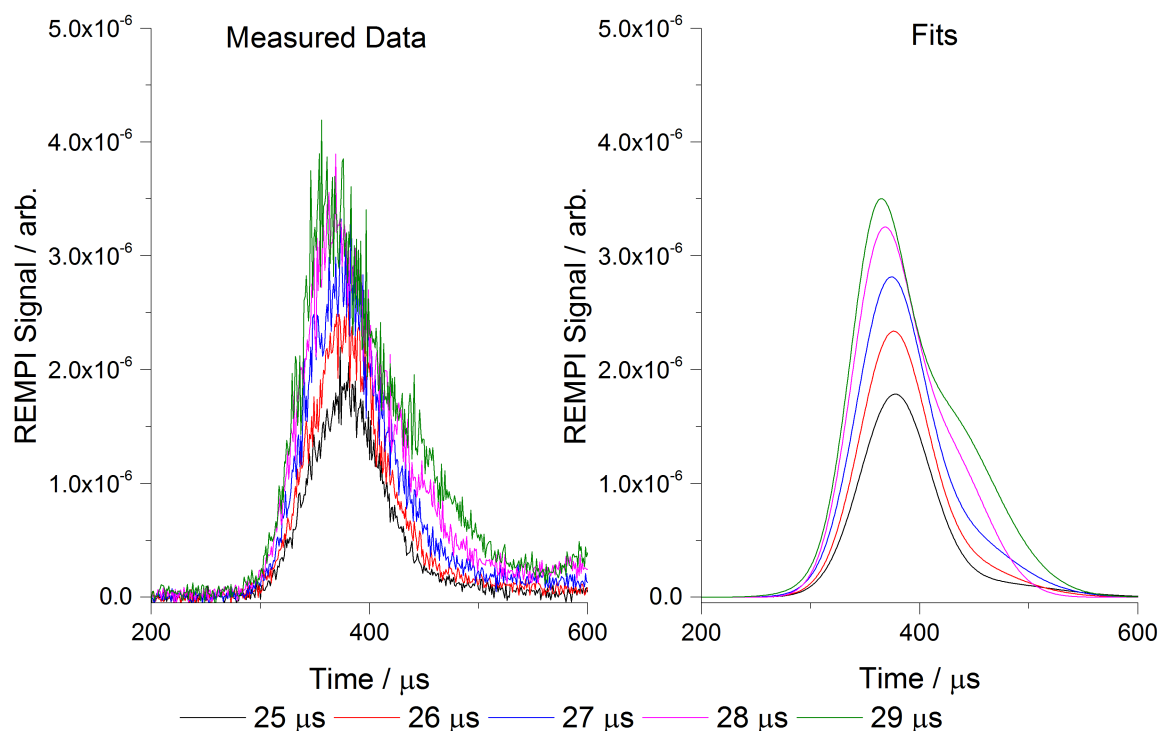 Measured Data
5.0x10⁻⁶
4.0x10⁻⁶
3.0x10⁻⁶
2.0x10⁻⁶
1.0x10⁻⁶
0.0
REMPI Signal / arb.
200 400 600
Time / μs
Fits
5.0x10⁻⁶
4.0x10⁻⁶
3.0x10⁻⁶
2.0x10⁻⁶
1.0x10⁻⁶
0.0
REMPI Signal / arb.
200 400 600
Time / μs
25 μs 26 μs 27 μs 28 μs 29 μs